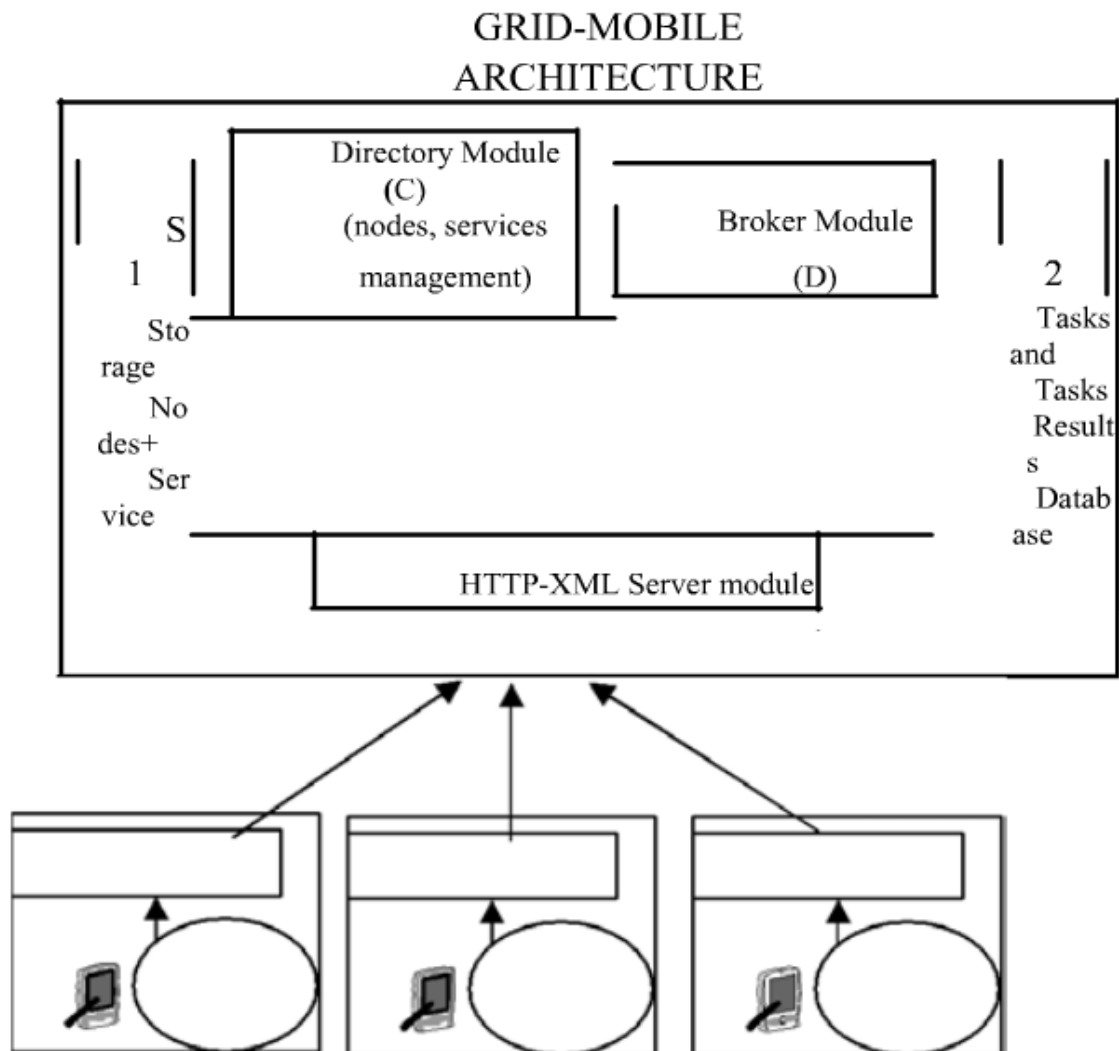 GRID-MOBILE
ARCHITECTURE
Directory Module
(C)
(nodes, services
management)
Broker Module
(D)
S
1
Sto
rage
No
des+
Ser
vice
2
Tasks
and
Tasks
Result
s
Datab
ase
HTTP-XML Server module